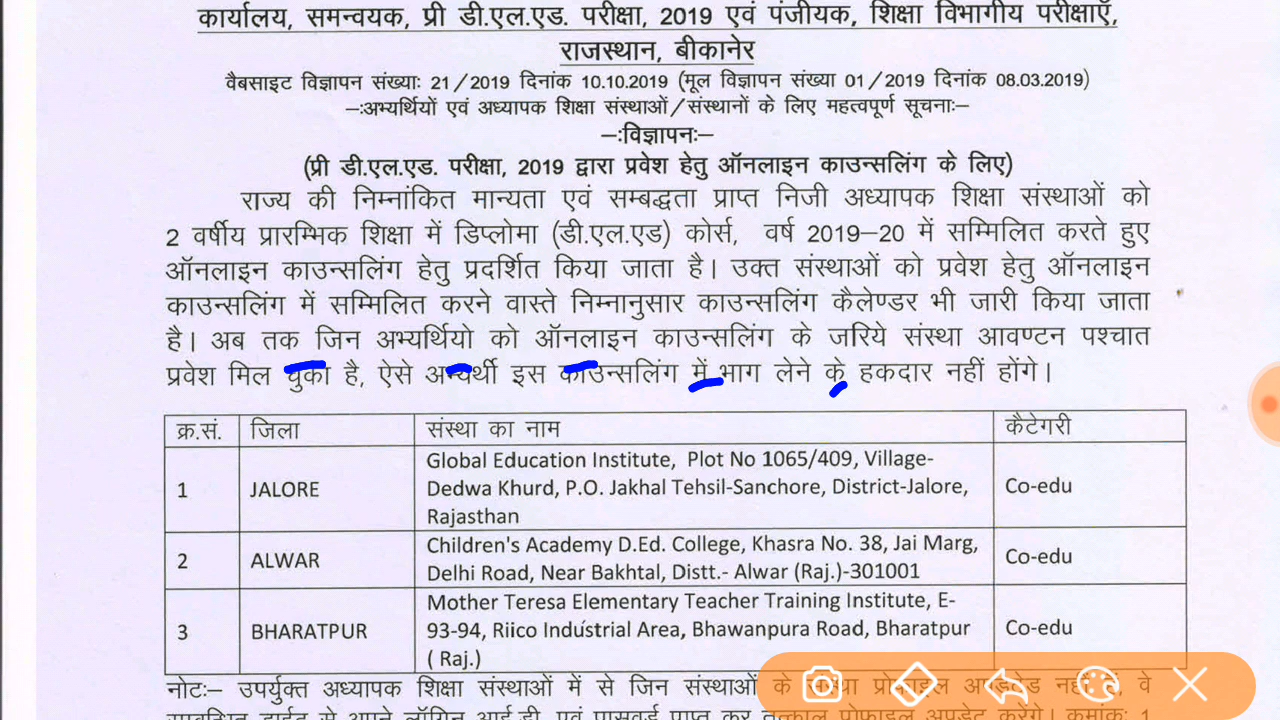 कार्यालय, समन्वयक, प्री डी.एल.एड. परीक्षा, 2019 एवं पंजीयक, शिक्षा विभागीय परीक्षाएँ,
राजस्थान, बीकानेर
वैबसाइट विज्ञापन संख्याः 21/2019 दिनांक 10.10.2019 (मूल विज्ञापन संख्या 01/2019 दिनांक 08.03.2019)
–:अभ्यर्थियों एवं अध्यापक शिक्षा संस्थाओं/संस्थानों के लिए महत्वपूर्ण सूचनाः–
–:विज्ञापनः–
(प्री डी.एल.एड. परीक्षा, 2019 द्वारा प्रवेश हेतु ऑनलाइन काउन्सलिंग के लिए)
राज्य की निम्नांकित मान्यता एवं सम्बद्धता प्राप्त निजी अध्यापक शिक्षा संस्थाओं को
2 वर्षीय प्रारम्भिक शिक्षा में डिप्लोमा (डी.एल.एड) कोर्स, वर्ष 2019–20 में सम्मिलित करते हुए
ऑनलाइन काउन्सलिंग हेतु प्रदर्शित किया जाता है। उक्त संस्थाओं को प्रवेश हेतु ऑनलाइन
काउन्सलिंग में सम्मिलित करने वास्ते निम्नानुसार काउन्सलिंग कैलेण्डर भी जारी किया जाता
है। अब तक जिन अभ्यर्थियो को ऑनलाइन काउन्सलिंग के जरिये संस्था आवण्टन पश्चात
प्रवेश मिल चुका है, ऐसे अभ्यर्थी इस काउन्सलिंग में भाग लेने के हकदार नहीं होंगे।
क्र.सं. जिला संस्था का नाम कैटेगरी
1 JALORE Global Education Institute, Plot No 1065/409, Village-
Dedwa Khurd, P.O. Jakhal Tehsil-Sanchore, District-Jalore,
Rajasthan Co-edu
2 ALWAR Children's Academy D.Ed. College, Khasra No. 38, Jai Marg,
Delhi Road, Near Bakhtal, Distt.- Alwar (Raj.)-301001 Co-edu
3 BHARATPUR Mother Teresa Elementary Teacher Training Institute, E-
93-94, Riico Industrial Area, Bhawanpura Road, Bharatpur
( Raj.) Co-edu
नोटः– उपर्युक्त अध्यापक शिक्षा संस्थाओं में से जिन संस्थाओं के संस्था प्रोफाइल अपडेटेड नहीं हैं, वे